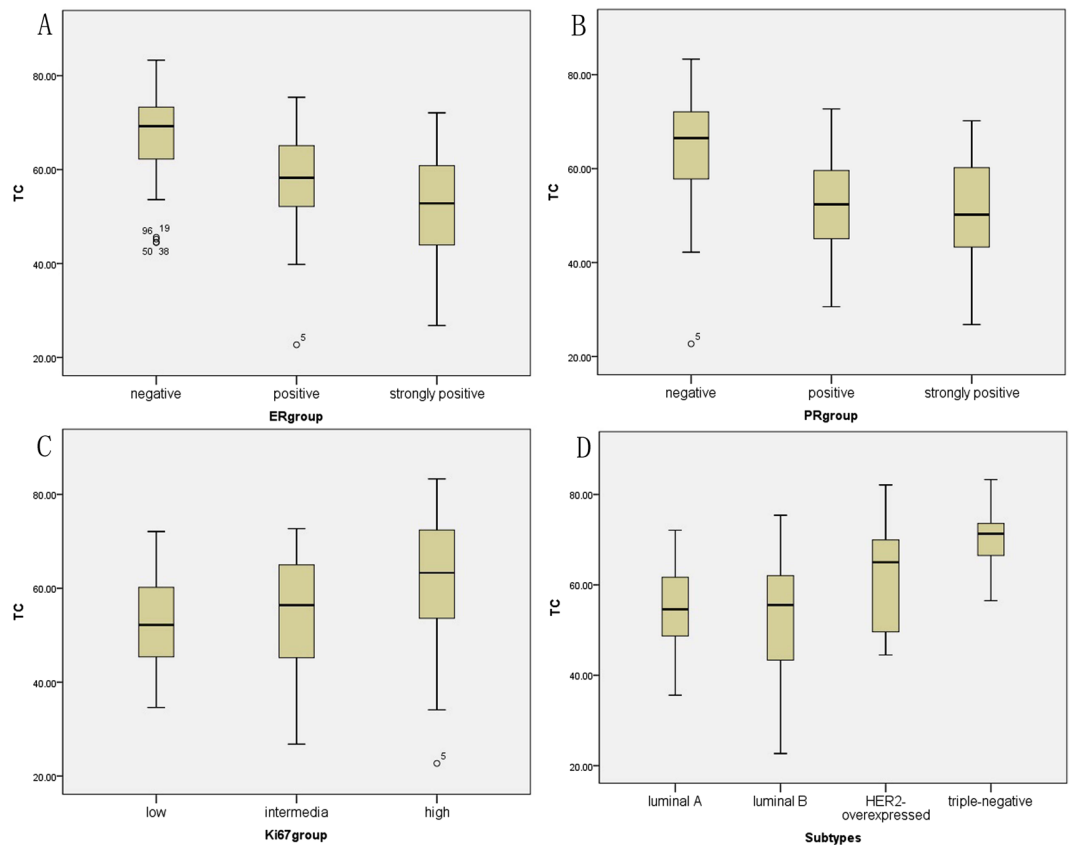 A
80.00
60.00
40.00
20.00
TC
96 19
50 38
5
negative positive strongly positive
ERgroup
B
80.00
60.00
40.00
20.00
TC
5
negative positive strongly positive
PRgroup
C
80.00
60.00
40.00
20.00
TC
5
low intermedia high
Ki67group
D
80.00
60.00
40.00
20.00
TC
luminal A luminal B HER2- triple-negative
overexpressed
Subtypes